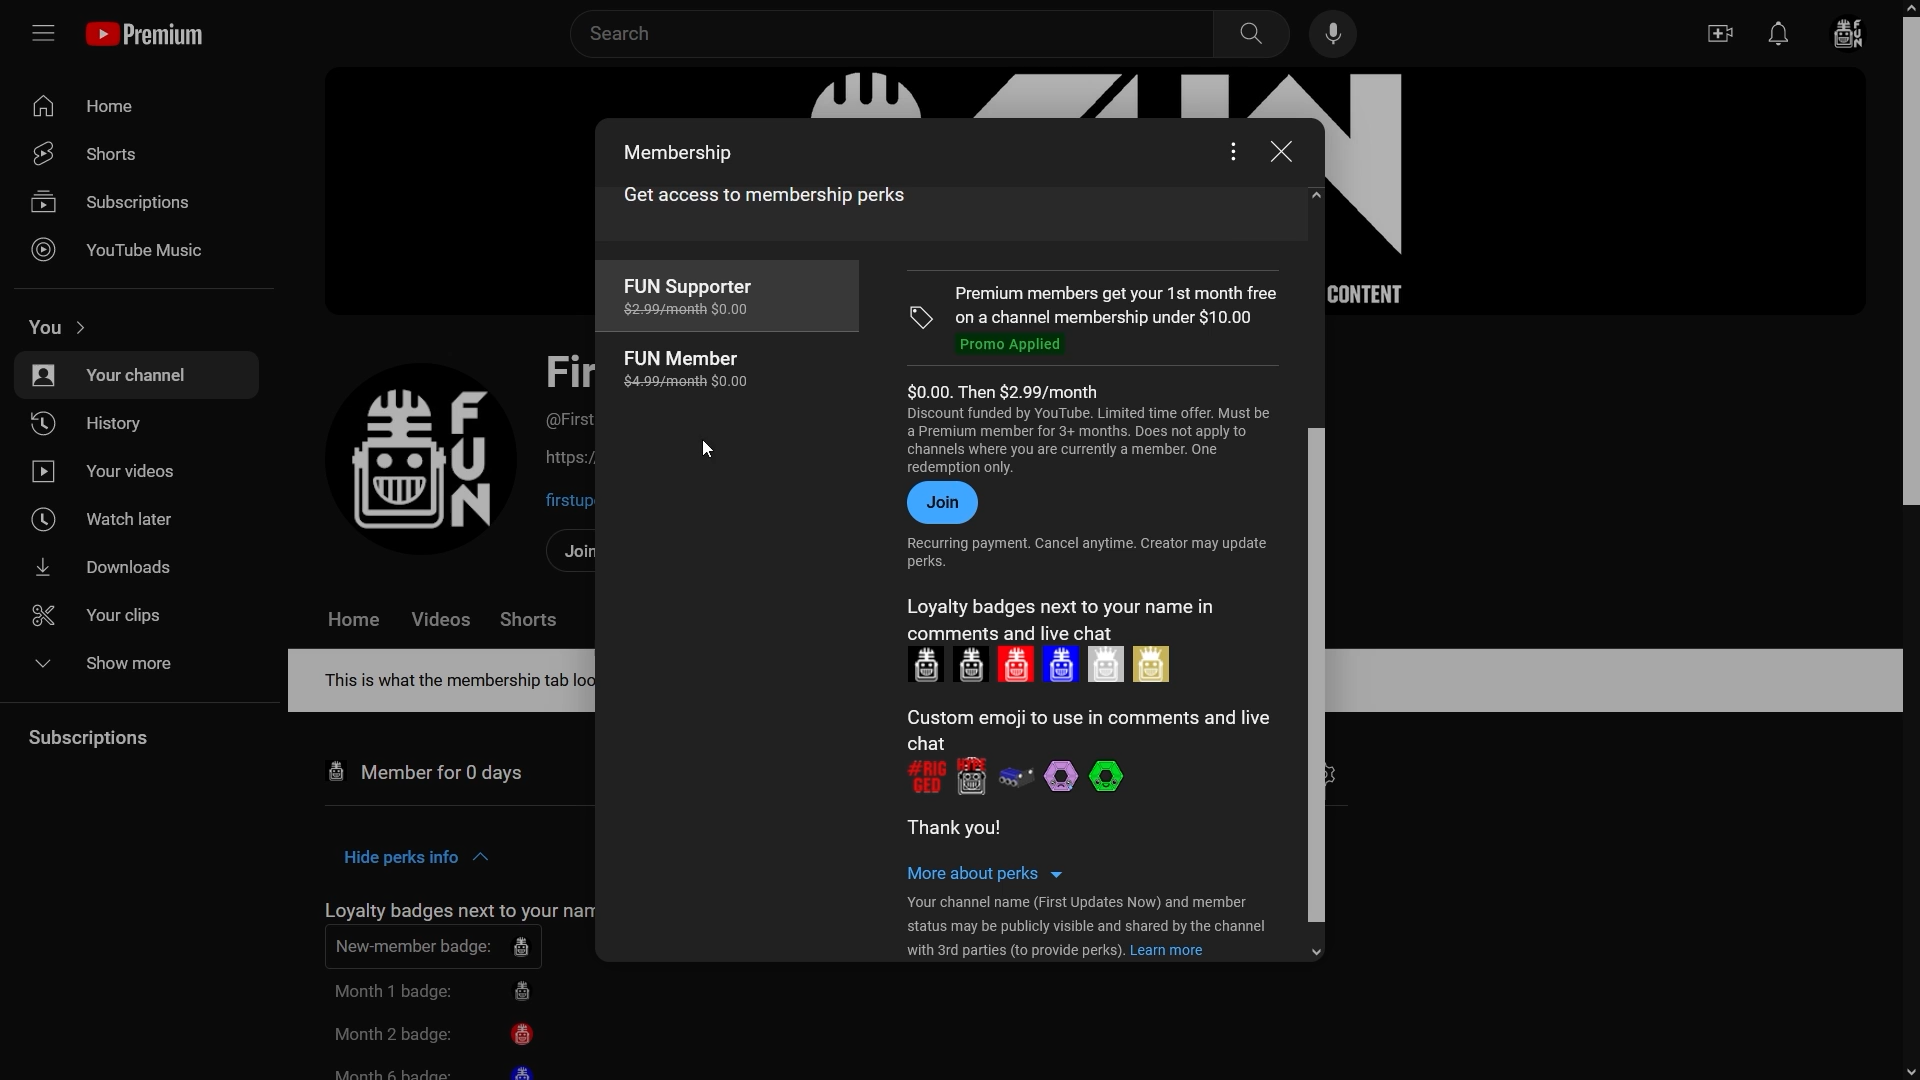 Premium
Search
FUN
Home
Shorts
Subscriptions
YouTube Music
You
Your channel
History
Your videos
Watch later
Downloads
Your clips
Show more
Subscriptions
CONTENT
FUN
Fir
@First
https:/
firstup
Join
Home Videos Shorts
This is what the membership tab loo
Member for 0 days
Hide perks info
Loyalty badges next to your nam
New-member badge:
Month 1 badge:
Month 2 badge:
Month 6 badge:
Membership
Get access to membership perks
FUN Supporter
$2.99/month $0.00
FUN Member
$4.99/month $0.00
Premium members get your 1st month free
on a channel membership under $10.00
Promo Applied
$0.00. Then $2.99/month
Discount funded by YouTube. Limited time offer. Must be
a Premium member for 3+ months. Does not apply to
channels where you are currently a member. One
redemption only.
Join
Recurring payment. Cancel anytime. Creator may update
perks.
Loyalty badges next to your name in
comments and live chat
Custom emoji to use in comments and live
chat
#RIG
GED
HYPE
Thank you!
More about perks
Your channel name (First Updates Now) and member
status may be publicly visible and shared by the channel
with 3rd parties (to provide perks). Learn more